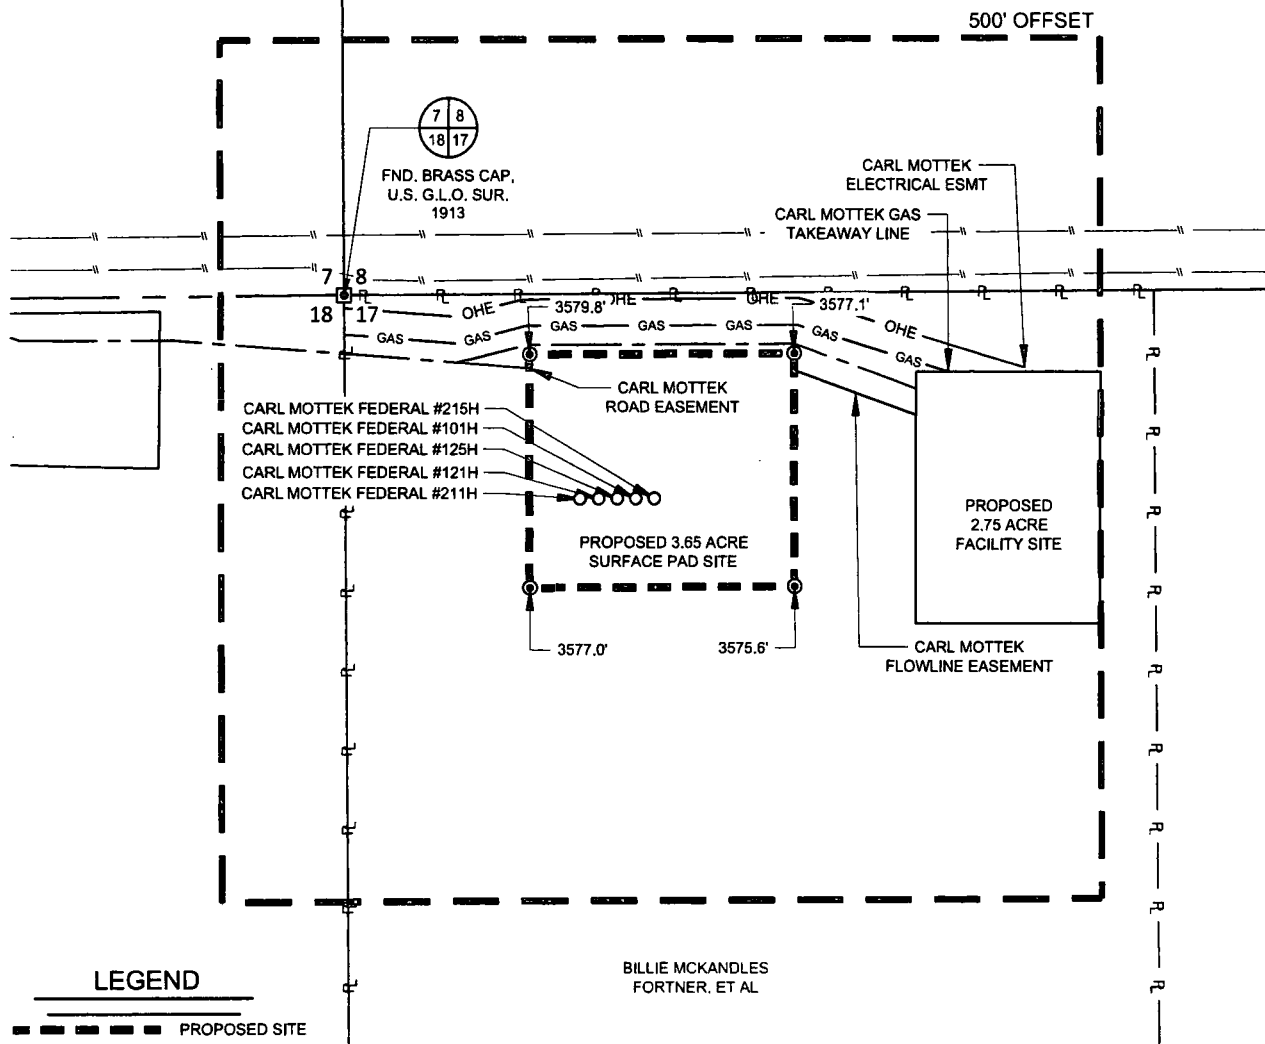 500' OFFSET
7 8
18 17
FND. BRASS CAP,
U.S. G.L.O. SUR.
1913
CARL MOTTEK
ELECTRICAL ESMT
CARL MOTTEK GAS
TAKEAWAY LINE
7 8
18 17
OHE
3579.8'
OHE
OHE
3577.1'
OHE
GAS
GAS
GAS
GAS
GAS
GAS
GAS
CARL MOTTEK
ROAD EASEMENT
CARL MOTTEK FEDERAL #215H
CARL MOTTEK FEDERAL #101H
CARL MOTTEK FEDERAL #125H
CARL MOTTEK FEDERAL #121H
CARL MOTTEK FEDERAL #211H
PROPOSED
2.75 ACRE
FACILITY SITE
PROPOSED 3.65 ACRE
SURFACE PAD SITE
3577.0'
3575.6'
CARL MOTTEK
FLOWLINE EASEMENT
BILLIE MCKANDLES
FORTNER, ET AL
LEGEND
PROPOSED SITE